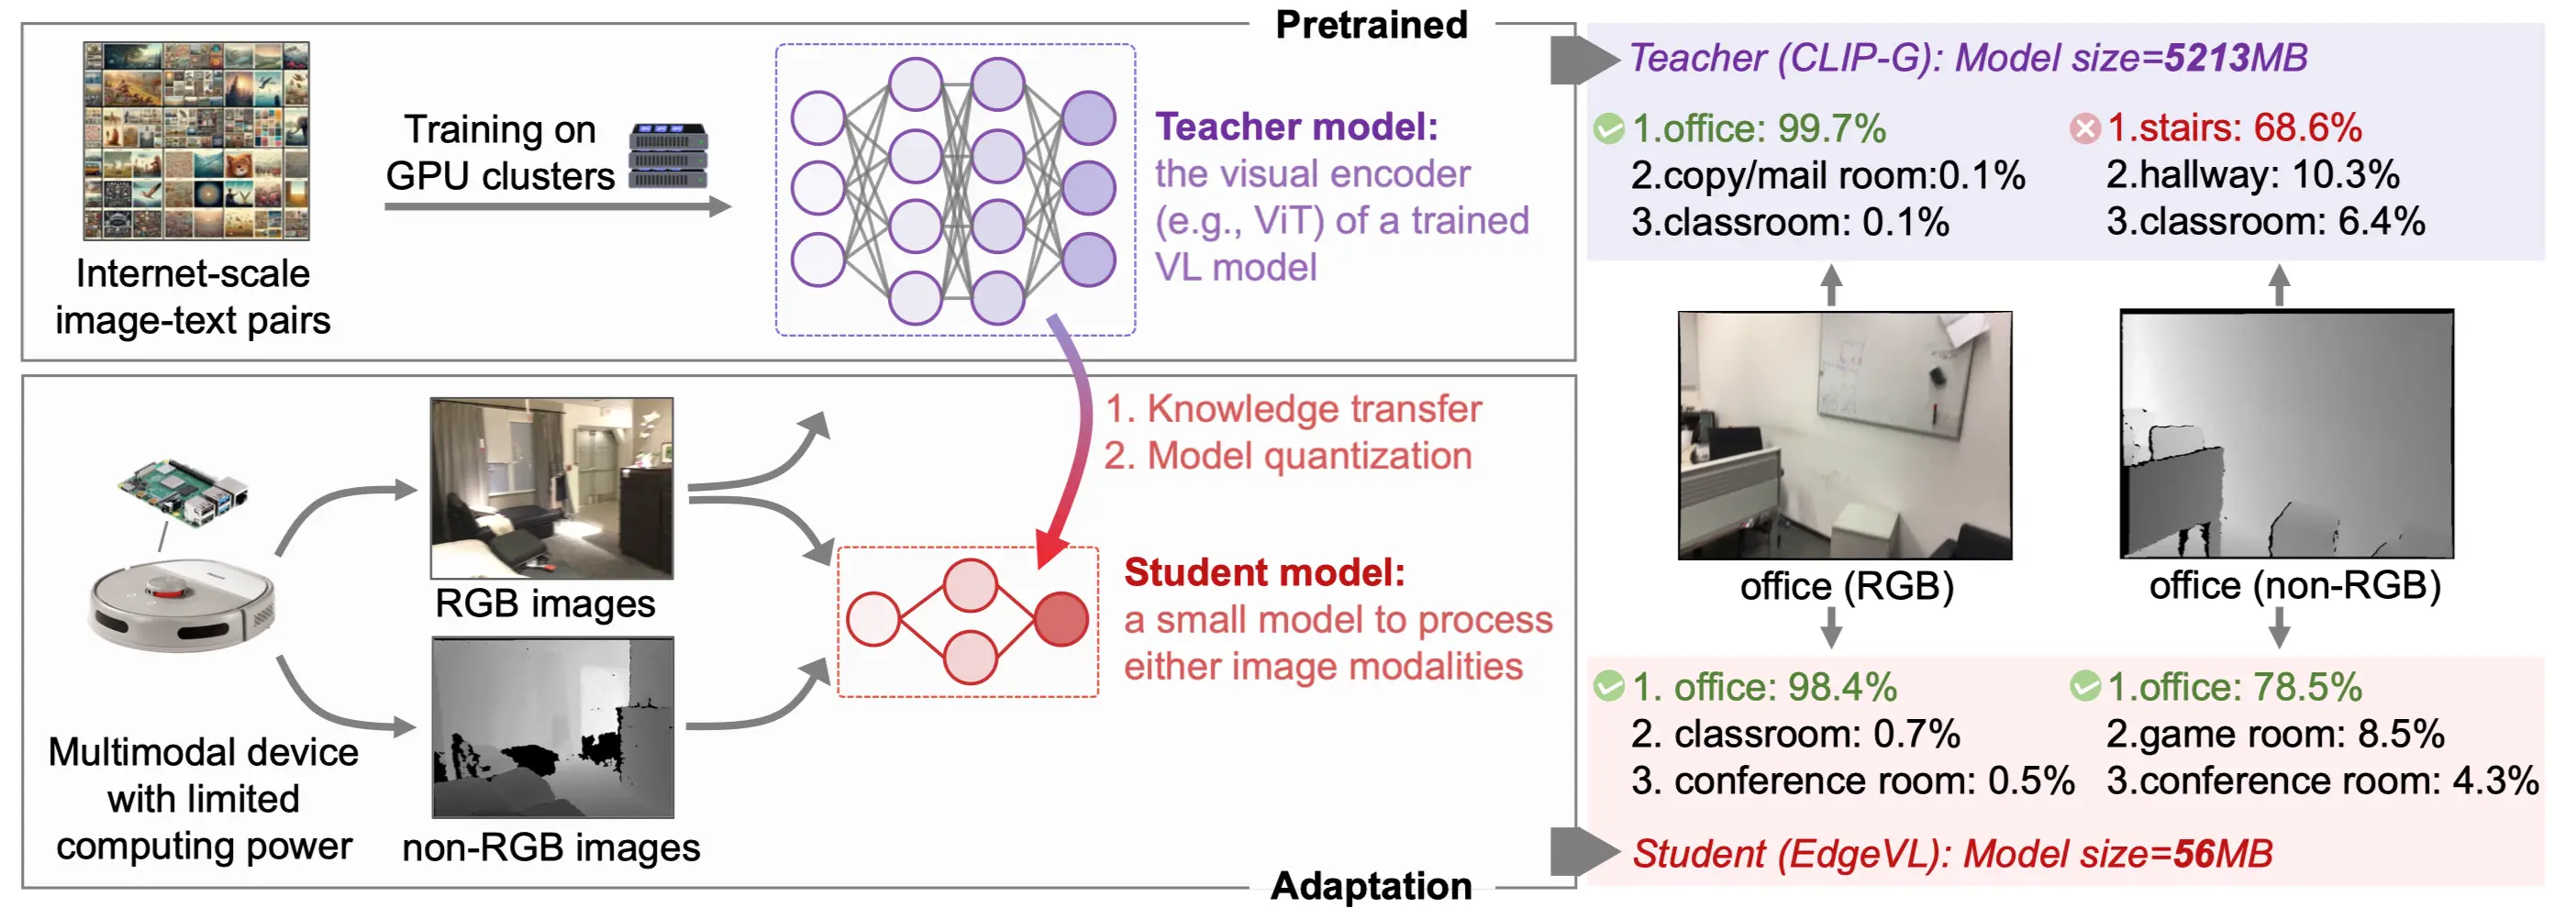 Pretrained
Internet-scale
image-text pairs
Training on
GPU clusters
Teacher model:
the visual encoder
(e.g., ViT) of a trained
VL model
1. Knowledge transfer
2. Model quantization
Multimodal device
with limited
computing power
RGB images
non-RGB images
Student model:
a small model to process
either image modalities
Adaptation
Teacher (CLIP-G): Model size=5213MB
1.office: 99.7%
2.copy/mail room:0.1%
3.classroom: 0.1%
1.stairs: 68.6%
2.hallway: 10.3%
3.classroom: 6.4%
office (RGB)
office (non-RGB)
1. office: 98.4%
2. classroom: 0.7%
3. conference room: 0.5%
1.office: 78.5%
2.game room: 8.5%
3.conference room: 4.3%
Student (EdgeVL): Model size=56MB